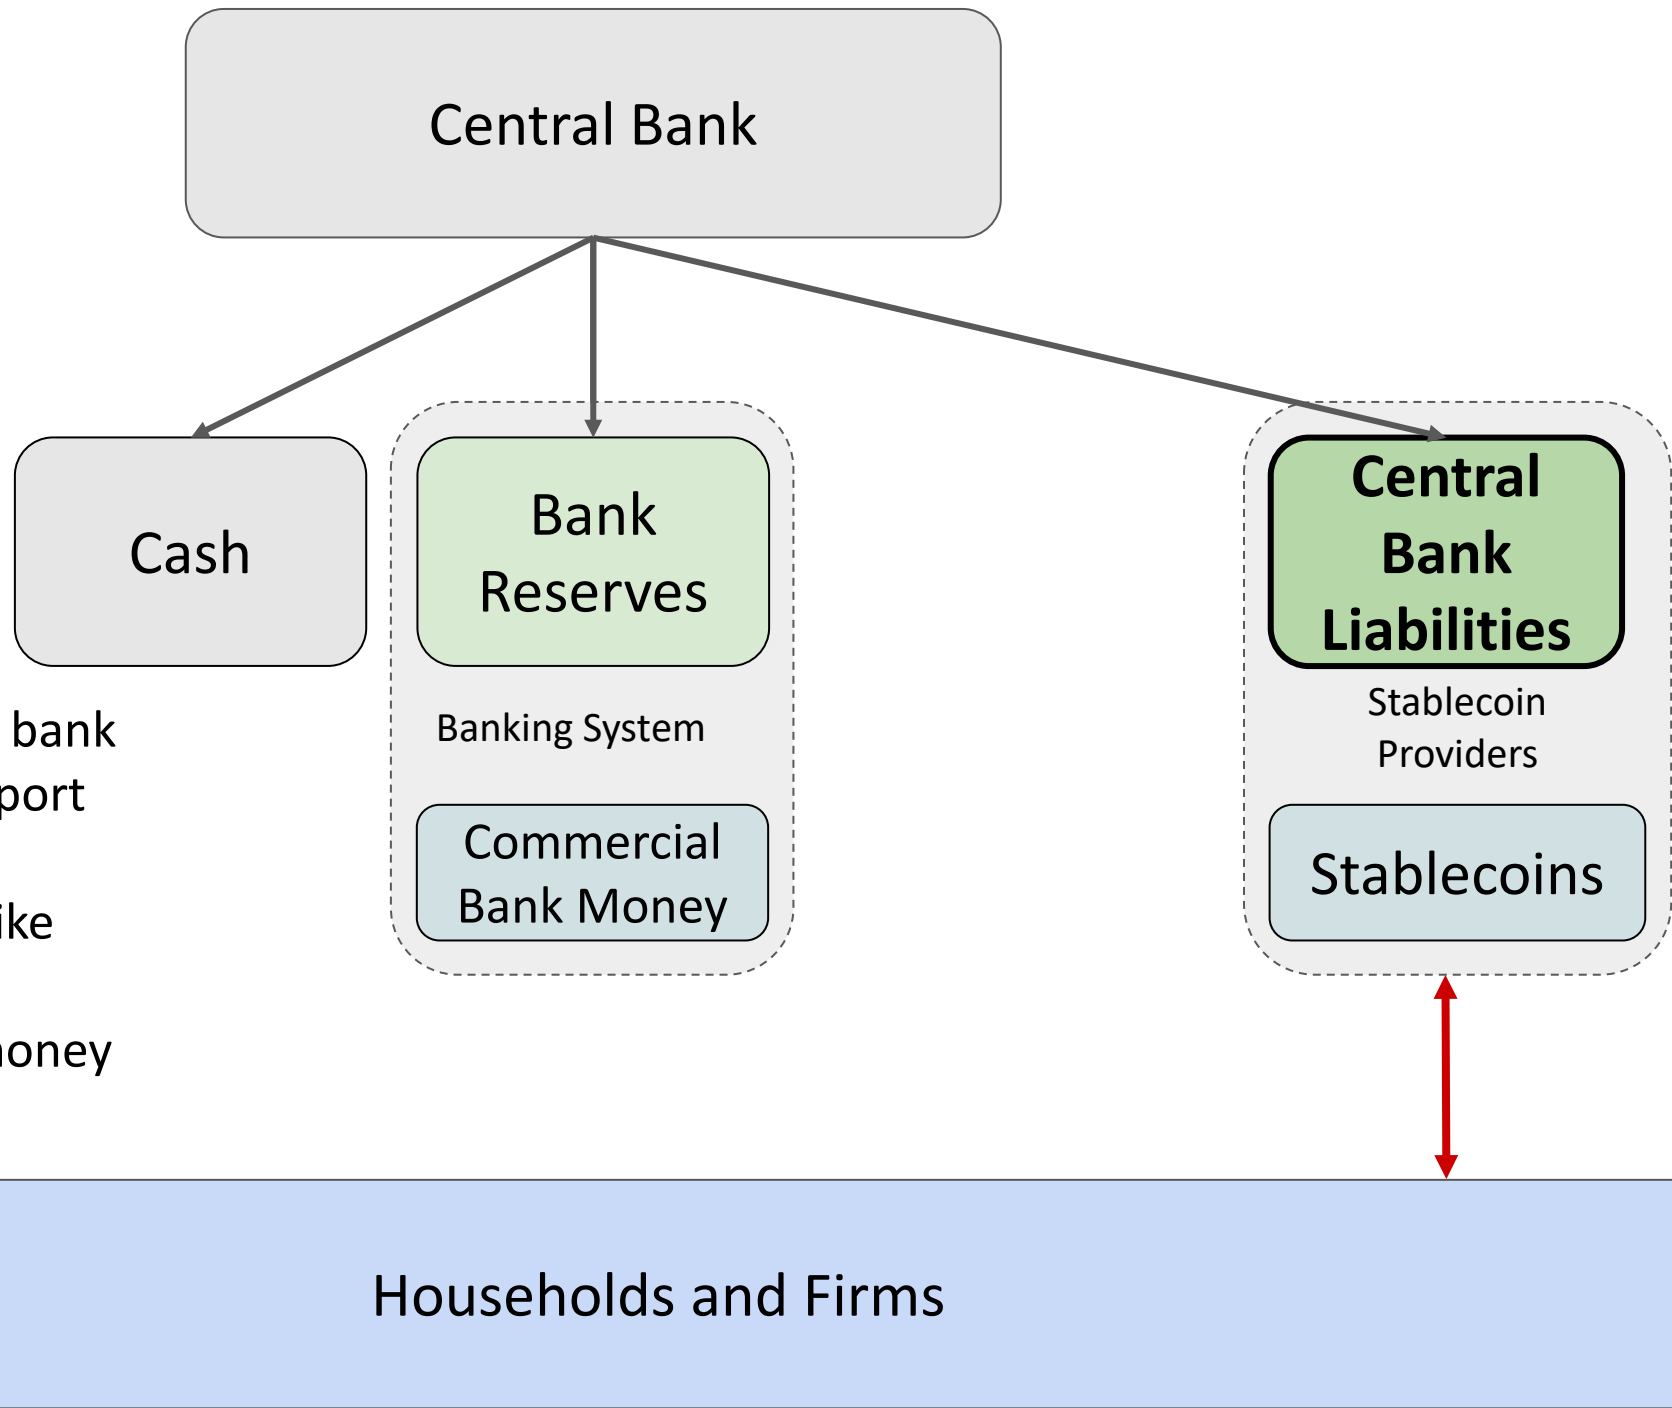 Central Bank
Cash
Bank
Reserves
Central
Bank
Liabilities
Banking System
Stablecoin
Providers
Commercial
Bank Money
Stablecoins
bank
port
ike
noney
Households and Firms